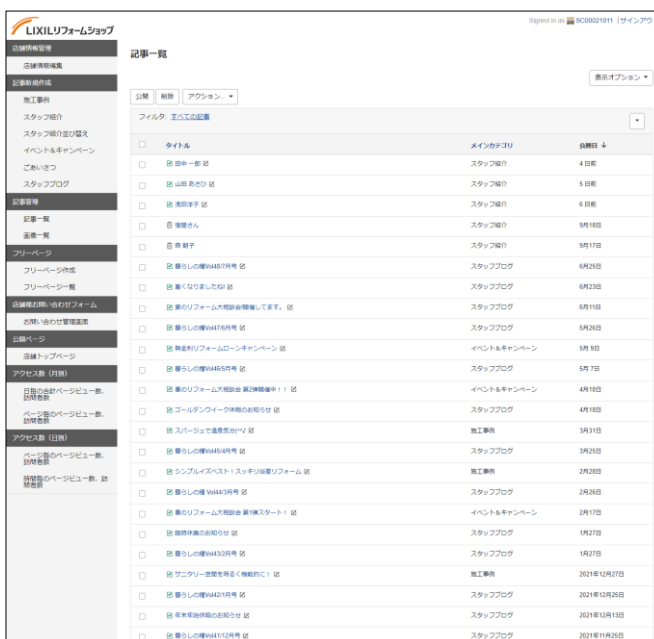 LIXILリフォームショップ
Signed in as SC00021011 | サインアウ
店舗情報管理
店舗情報編集
記事新規作成
施工事例
スタッフ紹介
スタッフ紹介並び替え
イベント&キャンペーン
ごあいさつ
スタッフブログ
記事管理
記事一覧
画像一覧
フリーページ
フリーページ作成
フリーページ一覧
店舗様お問い合わせフォーム
お問い合わせ管理画面
公開ページ
店舗トップページ
アクセス数（月別）
日毎の合計ページビュー数、
訪問者数
ページ毎のページビュー数、
訪問者数
アクセス数（日別）
ページ毎のページビュー数、
訪問者数
時間毎のページビュー数、訪
問者数
記事一覧
表示オプション
公開 削除 アクション...
フィルタ: すべての記事
タイトル メインカテゴリ 公開日 ↓
田中 一郎 スタッフ紹介 4 日前
山田 あさひ スタッフ紹介 5 日前
清田洋子 スタッフ紹介 6 日前
さん スタッフ紹介 9月18日
朝子 スタッフ紹介 9月17日
暮らしの種Vol48/7月号 スタッフブログ 6月25日
暑くなりましたね! スタッフブログ 6月23日
夏のリフォーム大相談会開催してます。 スタッフブログ 6月11日
暮らしの種Vol47/6月号 スタッフブログ 5月26日
無金利リフォームローンキャンペーン イベント&キャンペーン 5月 9日
暮らしの種Vol46/5月号 スタッフブログ 5月 7日
春のリフォーム大相談会 第2弾開催中！！ イベント&キャンペーン 4月18日
ゴールデンウイーク休暇のお知らせ スタッフブログ 4月18日
スパージュで温泉気分(^^♪ 施工事例 3月31日
暮らしの種Vol45/4月号 スタッフブログ 3月25日
シンプルイズベスト！スッキリ浴室リフォーム 施工事例 2月28日
暮らしの種 Vol44/3月号 スタッフブログ 2月26日
春のリフォーム大相談会 第1弾スタート！ イベント&キャンペーン 2月17日
臨時休業のお知らせ スタッフブログ 1月27日
暮らしの種Vol43/2月号 スタッフブログ 1月27日
サニタリー空間を明るく機能的に！ 施工事例 2021年12月27日
暮らしの種Vol42/1月号 スタッフブログ 2021年12月26日
年末年始休暇のお知らせ スタッフブログ 2021年12月13日
暮らしの種Vol41/12月号 スタッフブログ 2021年11月25日